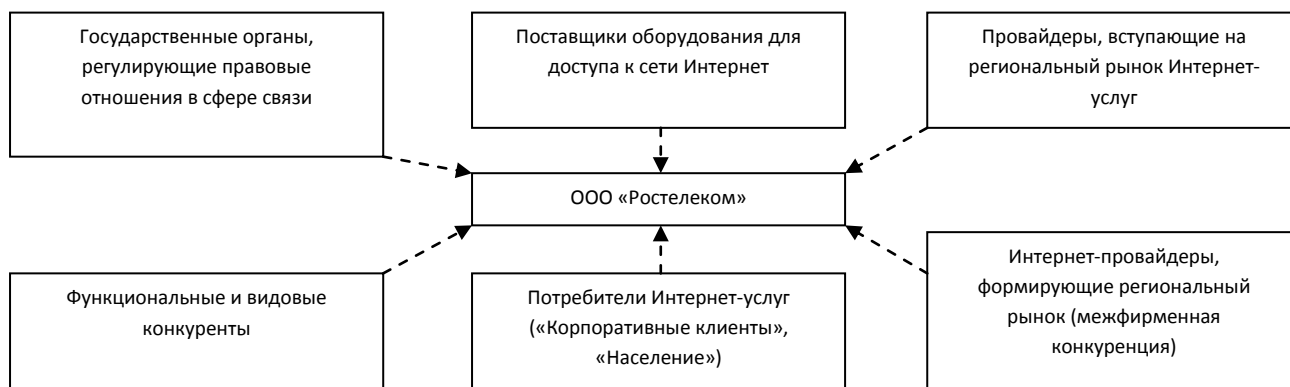 Государственные органы,
регулирующие правовые
отношения в сфере связи
Поставщики оборудования для
доступа к сети Интернет
Провайдеры, вступающие на
региональный рынок Интернет-
услуг
ООО «Ростелеком»
Функциональные и видовые
конкуренты
Потребители Интернет-услуг
(«Корпоративные клиенты»,
«Население»)
Интернет-провайдеры,
формирующие региональный
рынок (межфирменная
конкуренция)